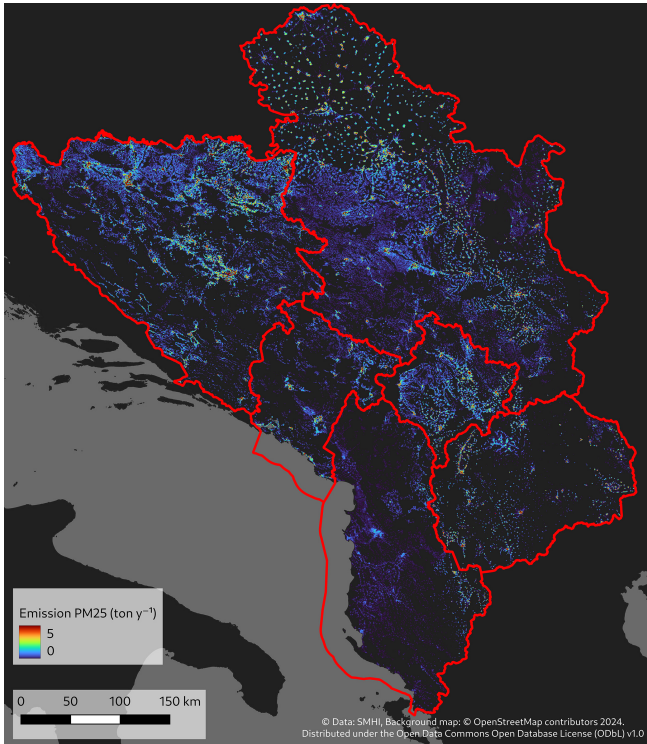 Emission PM25 (ton y⁻¹)
5
0
0 50 100 150 km
© Data: SMHI, Background map: © OpenStreetMap contributors 2024.
Distributed under the Open Data Commons Open Database License (ODbL) v1.0